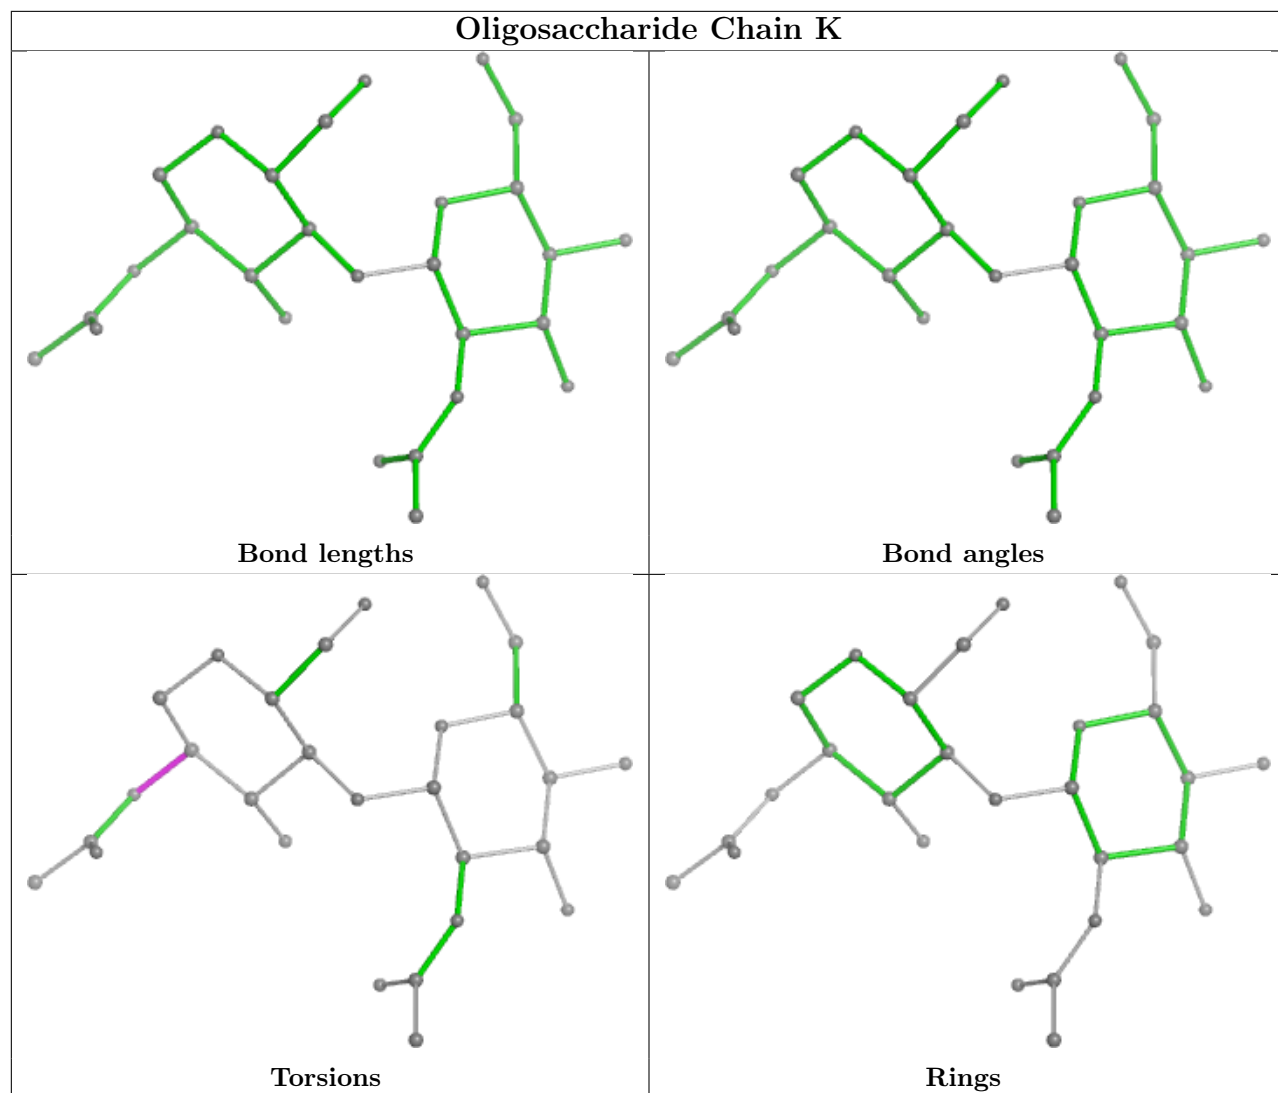 Oligosaccharide Chain K
Bond lengths
Bond angles
Torsions
Rings